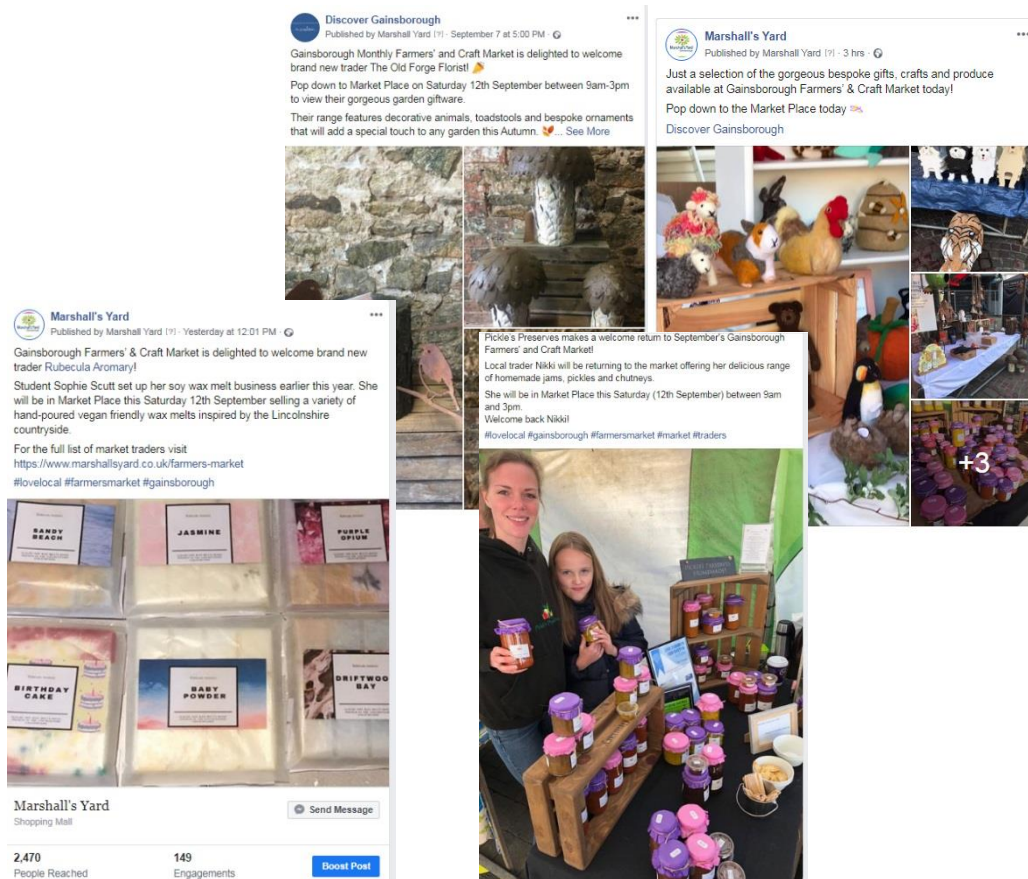 Discover Gainsborough
Published by Marshall Yard [?] · September 7 at 5:00 PM ·
Gainsborough Monthly Farmers' and Craft Market is delighted to welcome
brand new trader The Old Forge Florist!
Pop down to Market Place on Saturday 12th September between 9am-3pm
to view their gorgeous garden giftware.
Their range features decorative animals, toadstools and bespoke ornaments
that will add a special touch to any garden this Autumn. ... See More
Marshall's Yard
Published by Marshall Yard [?] · 3 hrs ·
Just a selection of the gorgeous bespoke gifts, crafts and produce
available at Gainsborough Farmers' & Craft Market today!
Pop down to the Market Place today
Discover Gainsborough
+3
Marshall's Yard
Published by Marshall Yard [?] · Yesterday at 12:01 PM ·
Gainsborough Farmers' & Craft Market is delighted to welcome brand new
trader Rubecula Aromary!
Student Sophie Scutt set up her soy wax melt business earlier this year. She
will be in Market Place this Saturday 12th September selling a variety of
hand-poured vegan friendly wax melts inspired by the Lincolnshire
countryside.
For the full list of market traders visit
https://www.marshallsyard.co.uk/farmers-market
#lovelocal #farmersmarket #gainsborough
SANDY
BEACH
JASMINE
PURPLE
OPIUM
BIRTHDAY
CAKE
BABY
POWDER
DRIFTWOO
BAY
Marshall's Yard
Shopping Mall
Send Message
2,470
People Reached
149
Engagements
Boost Post
Pickle's Preserves makes a welcome return to September's Gainsborough
Farmers' and Craft Market!
Local trader Nikki will be returning to the market offering her delicious range
of homemade jams, pickles and chutneys.
She will be in Market Place this Saturday (12th September) between 9am
and 3pm.
Welcome back Nikki!
#lovelocal #gainsborough #farmersmarket #market #traders